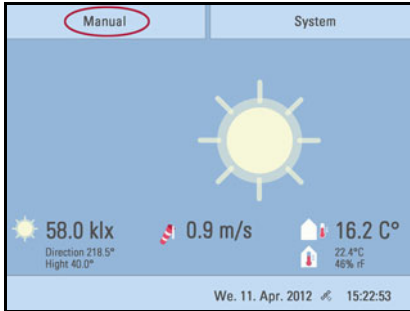 Manual
System
58.0 klx
Direction 218.5°
Hight 40.0°
0.9 m/s
16.2 C°
22.4°C
46% rF
We. 11. Apr. 2012
15:22:53